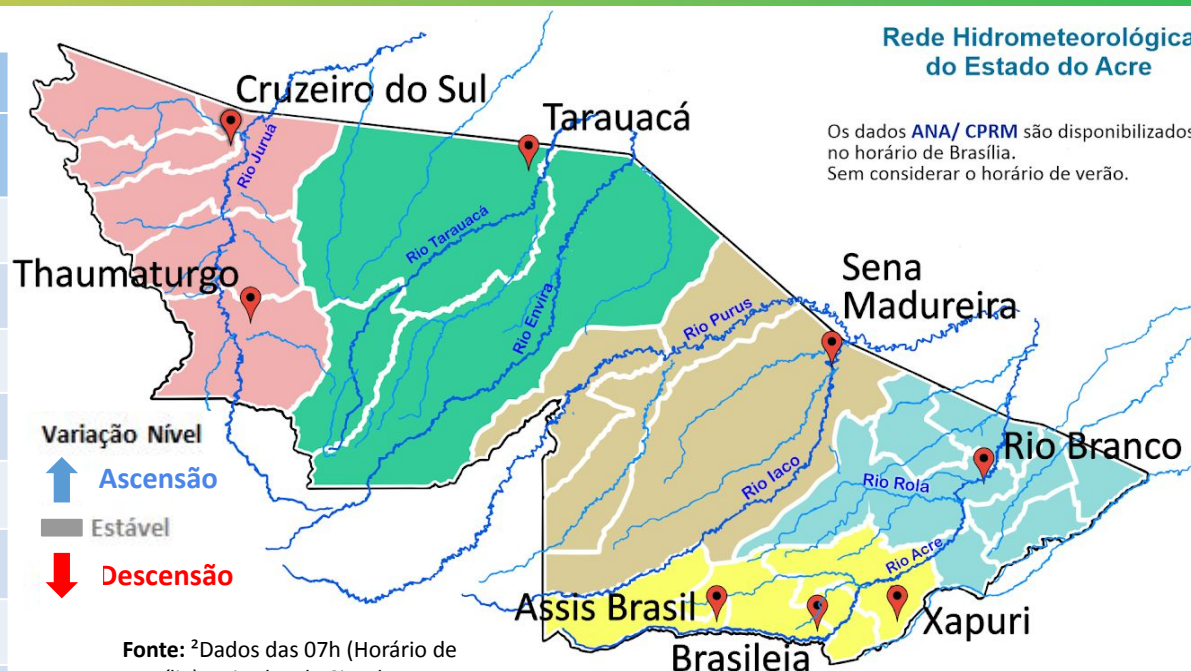 Rede Hidrometeorológica
do Estado do Acre
Os dados ANA/ CPRM são disponibilizados
no horário de Brasília.
Sem considerar o horário de verão.
Cruzeiro do Sul
Tarauacá
Rio Juruá
Rio Tarauacá
Thaumaturgo
Rio Envira
Sena
Madureira
Rio Purus
Variação Nível
Ascensão
Estável
Descensão
Rio Branco
Rio Iaco
Rio Rola
Rio Acre
Assis Brasil
Xapuri
Brasileia
Fonte: ²Dados das 07h (Horário de